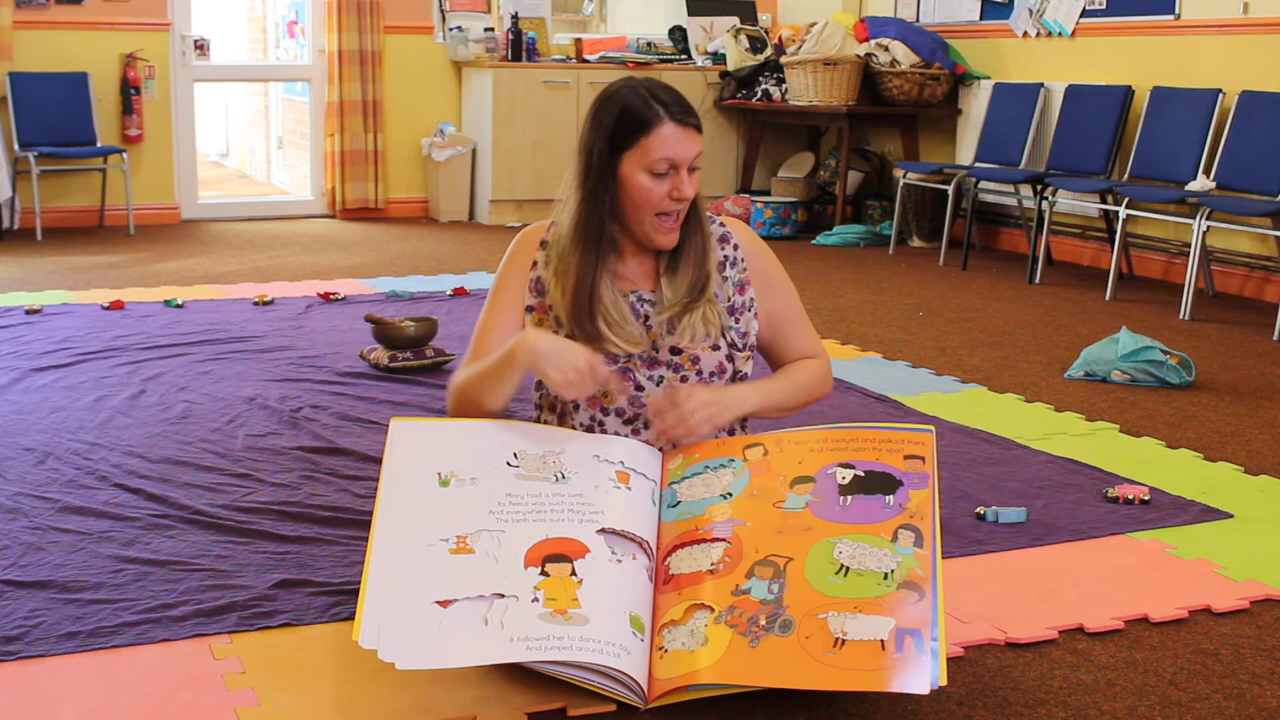 Mary had a little lamb,
Its fleece was such a mess,
And everywhere that Mary went,
The lamb was sure to guess.
It followed her to dance one day,
And jumped around a lot.
It spun and swayed and polka'd there,
And twirled upon the spot!